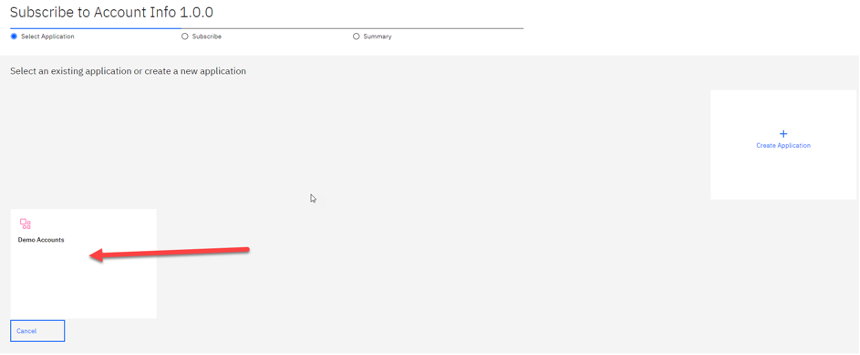 Subscribe to Account Info 1.0.0
Select Application
Subscribe
Summary
Select an existing application or create a new application
Create Application
Demo Accounts
Cancel